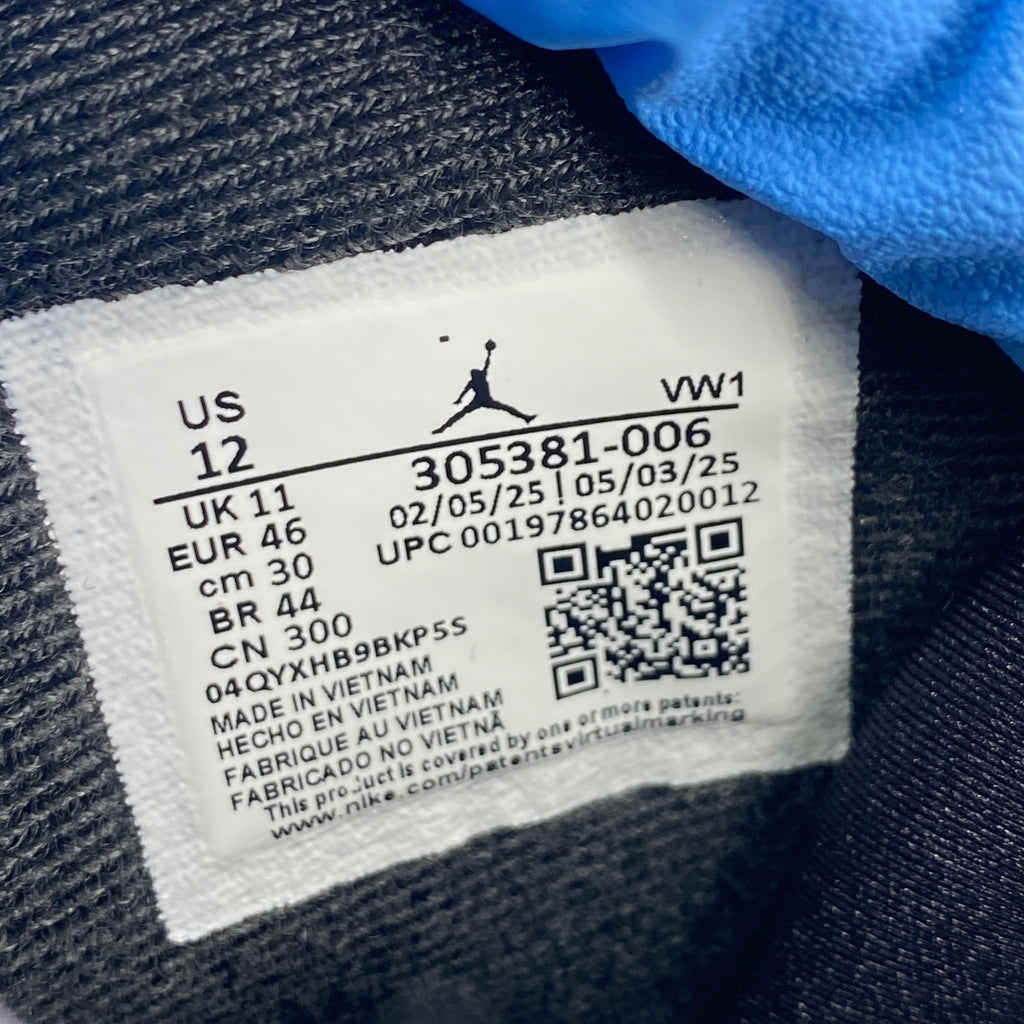 US
12
VW1
305381-006
02/05/25 | 05/03/25
UPC 00197864020012
UK 11
EUR 46
cm 30
BR 44
CN 300
04QYXHB9BKP5S
MADE IN VIETNAM
HECHO EN VIETNAM
FABRIQUE AU VIETNAM
FABRICADO NO VIETNÃ
This product is covered by one or more patents:
www.nike.com/patentsvirtualmarking